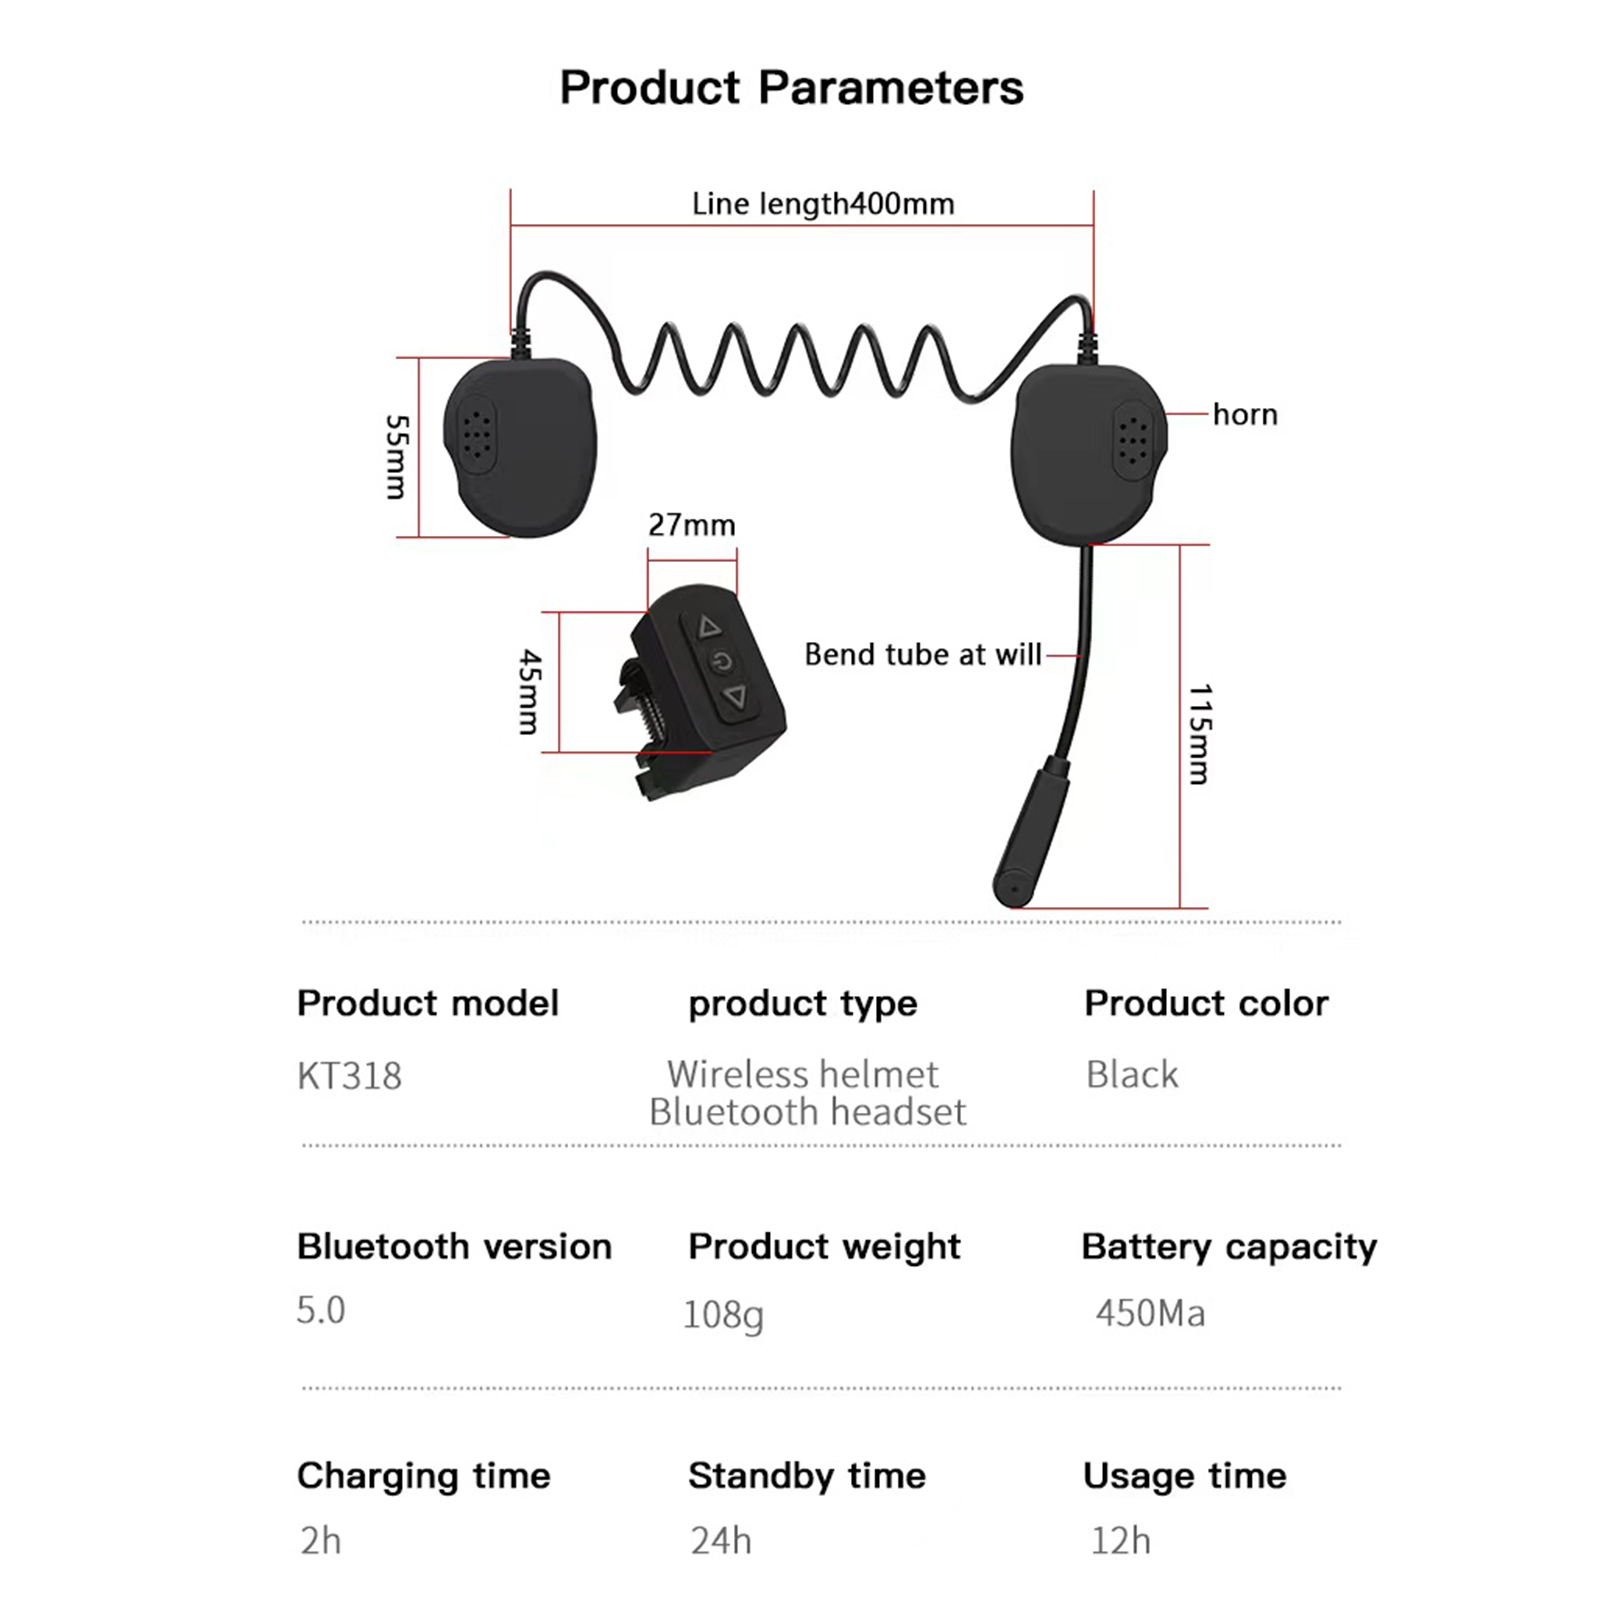 Product Parameters
Line length400mm
55mm
horn
27mm
45mm
Bend tube at will
115mm
Product model
product type
Product color
KT318
Wireless helmet
Bluetooth headset
Black
Bluetooth version
Product weight
Battery capacity
5.0
108g
450Ma
Charging time
Standby time
Usage time
2h
24h
12h